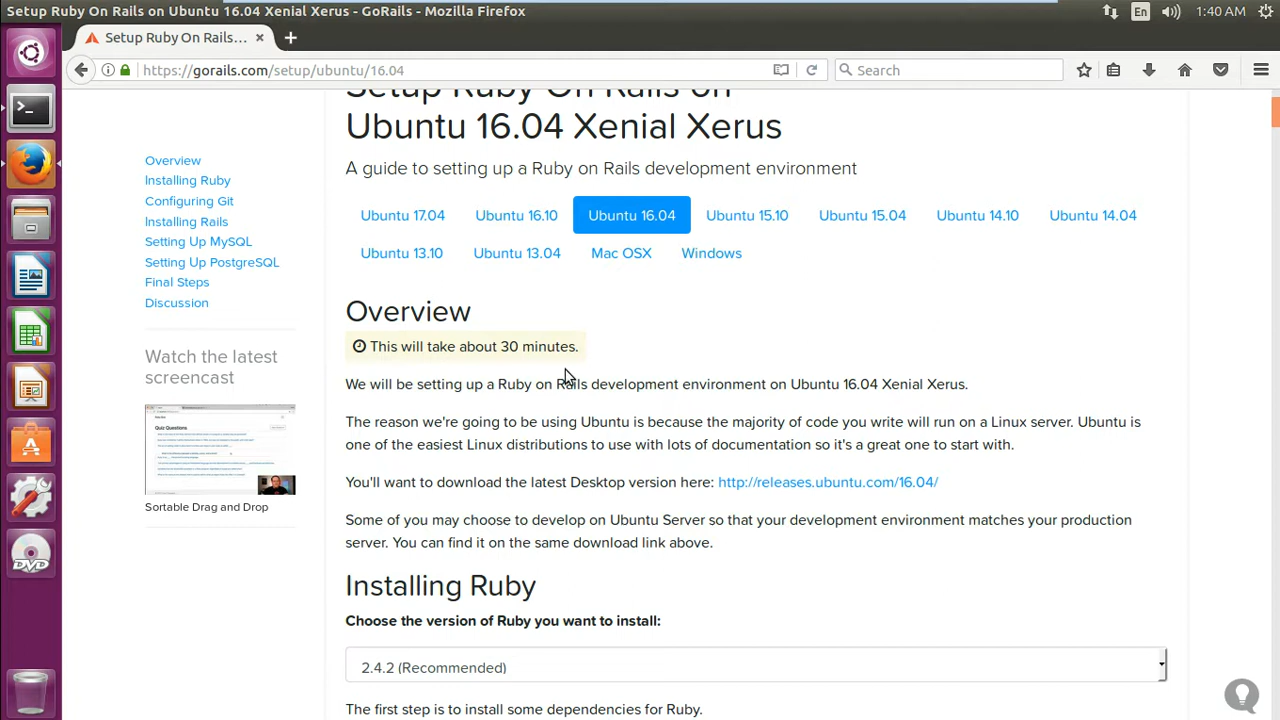 Setup Ruby On Rails on Ubuntu 16.04 Xenial Xerus - GoRails - Mozilla Firefox
En
1:40 AM
Setup Ruby On Rails...
https://gorails.com/setup/ubuntu/16.04
Search
Setup Ruby On Rails on
Ubuntu 16.04 Xenial Xerus
A guide to setting up a Ruby on Rails development environment
Overview
Installing Ruby
Configuring Git
Installing Rails
Setting Up MySQL
Setting Up PostgreSQL
Final Steps
Discussion
Watch the latest
screencast
Sortable Drag and Drop
Ubuntu 17.04 Ubuntu 16.10 Ubuntu 16.04 Ubuntu 15.10 Ubuntu 15.04 Ubuntu 14.10 Ubuntu 14.04
Ubuntu 13.10 Ubuntu 13.04 Mac OSX Windows
Overview
This will take about 30 minutes.
We will be setting up a Ruby on Rails development environment on Ubuntu 16.04 Xenial Xerus.
The reason we're going to be using Ubuntu is because the majority of code you write will run on a Linux server. Ubuntu is
one of the easiest Linux distributions to use with lots of documentation so it's a great one to start with.
You'll want to download the latest Desktop version here: http://releases.ubuntu.com/16.04/
Some of you may choose to develop on Ubuntu Server so that your development environment matches your production
server. You can find it on the same download link above.
Installing Ruby
Choose the version of Ruby you want to install:
2.4.2 (Recommended)
The first step is to install some dependencies for Ruby.
DVD
Quiz Questions